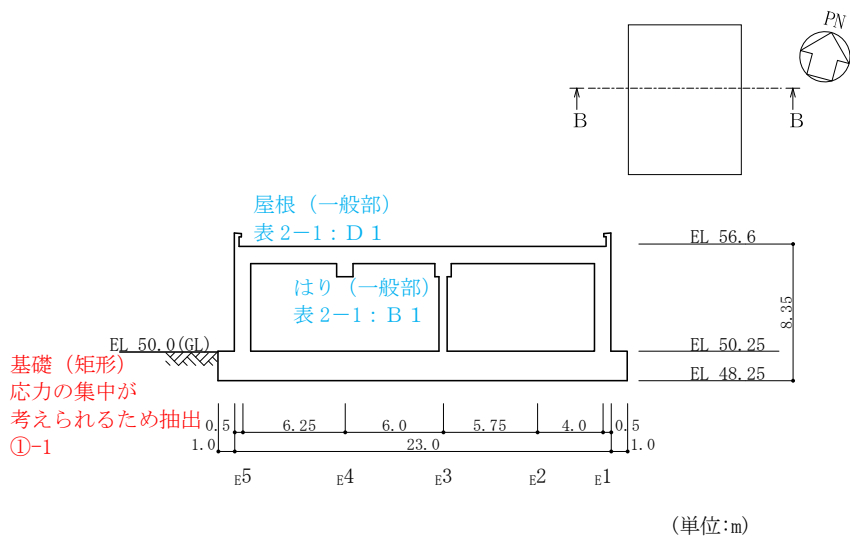 PN
B B
屋根（一般部）
表２－１：Ｄ１
EL 56.6
はり（一般部）
表２－１：Ｂ１
8.35
EL 50.0(GL)
EL 50.25
基礎（矩形）
EL 48.25
応力の集中が
考えられるため抽出
①-1
0.5 6.25 6.0 5.75 4.0 0.5
1.0 23.0 1.0
E5 E4 E3 E2 E1
(単位:m)